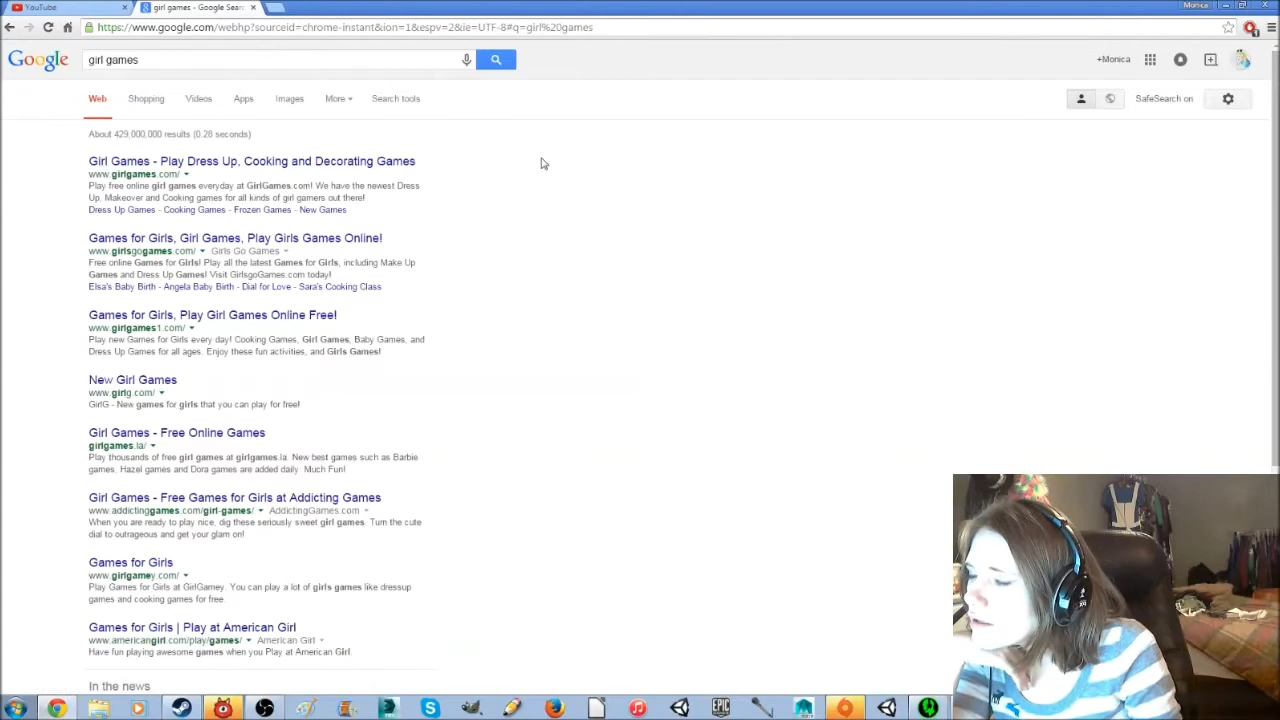 YouTube
girl games - Google Sear
Monica
https://www.google.com/webhp?sourceid=chrome-instant&ion=1&espv=2&ie=UTF-8#q=girl%20games
Google
girl games
+Monica
Web Shopping Videos Apps Images More Search tools
SafeSearch on
About 429,000,000 results (0.28 seconds)
Girl Games - Play Dress Up, Cooking and Decorating Games
www.girlgames.com/
Play free online girl games everyday at GirlGames.com! We have the newest Dress
Up, Makeover and Cooking games for all kinds of girl gamers out there!
Dress Up Games - Cooking Games - Frozen Games - New Games
Games for Girls, Girl Games, Play Girls Games Online!
www.girlsgogames.com/ Girls Go Games
Free online Games for Girls! Play all the latest Games for Girls, including Make Up
Games and Dress Up Games! Visit GirlsgoGames.com today!
Elsa's Baby Birth - Angela Baby Birth - Dial for Love - Sara's Cooking Class
Games for Girls, Play Girl Games Online Free!
www.girlgames1.com/
Play new Games for Girls every day! Cooking Games, Girl Games, Baby Games, and
Dress Up Games for all ages. Enjoy these fun activities, and Girls Games!
New Girl Games
www.girlg.com/
GirlG - New games for girls that you can play for free!
Girl Games - Free Online Games
girlgames.la/
Play thousands of free girl games at girlgames.la. New best games such as Barbie
games, Hazel games and Dora games are added daily. Much Fun!
Girl Games - Free Games for Girls at Addicting Games
www.addictinggames.com/girl-games/ AddictingGames.com
When you are ready to play nice, dig these seriously sweet girl games. Turn the cute
dial to outrageous and get your glam on!
Games for Girls
www.girlgamey.com/
Play Games for Girls at GirlGamey. You can play a lot of girls games like dressup
games and cooking games for free.
Games for Girls | Play at American Girl
www.americangirl.com/play/games/ American Girl
Have fun playing awesome games when you Play at American Girl.
In the news
EPIC